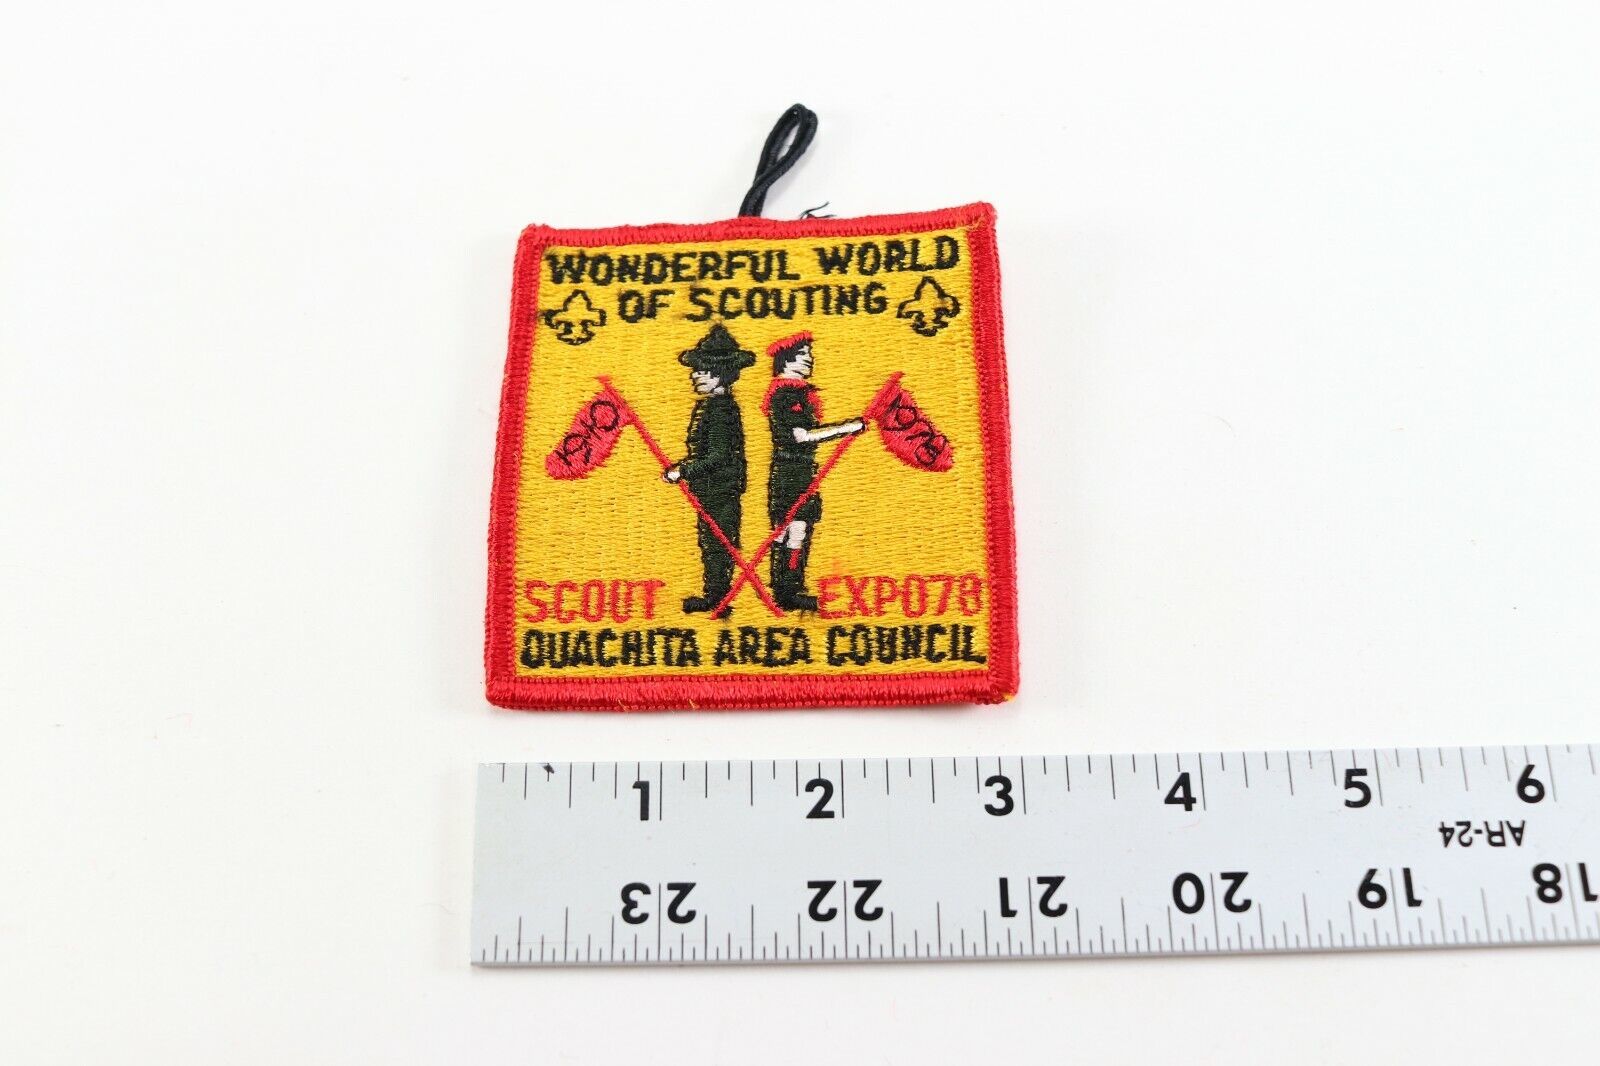 WONDERFUL WORLD
OF SCOUTING
1910 1978
SCOUT EXPO78
OUACHITA AREA COUNCIL
1 2 3 4 5 6
AR-24
23 22 21 20 19 18